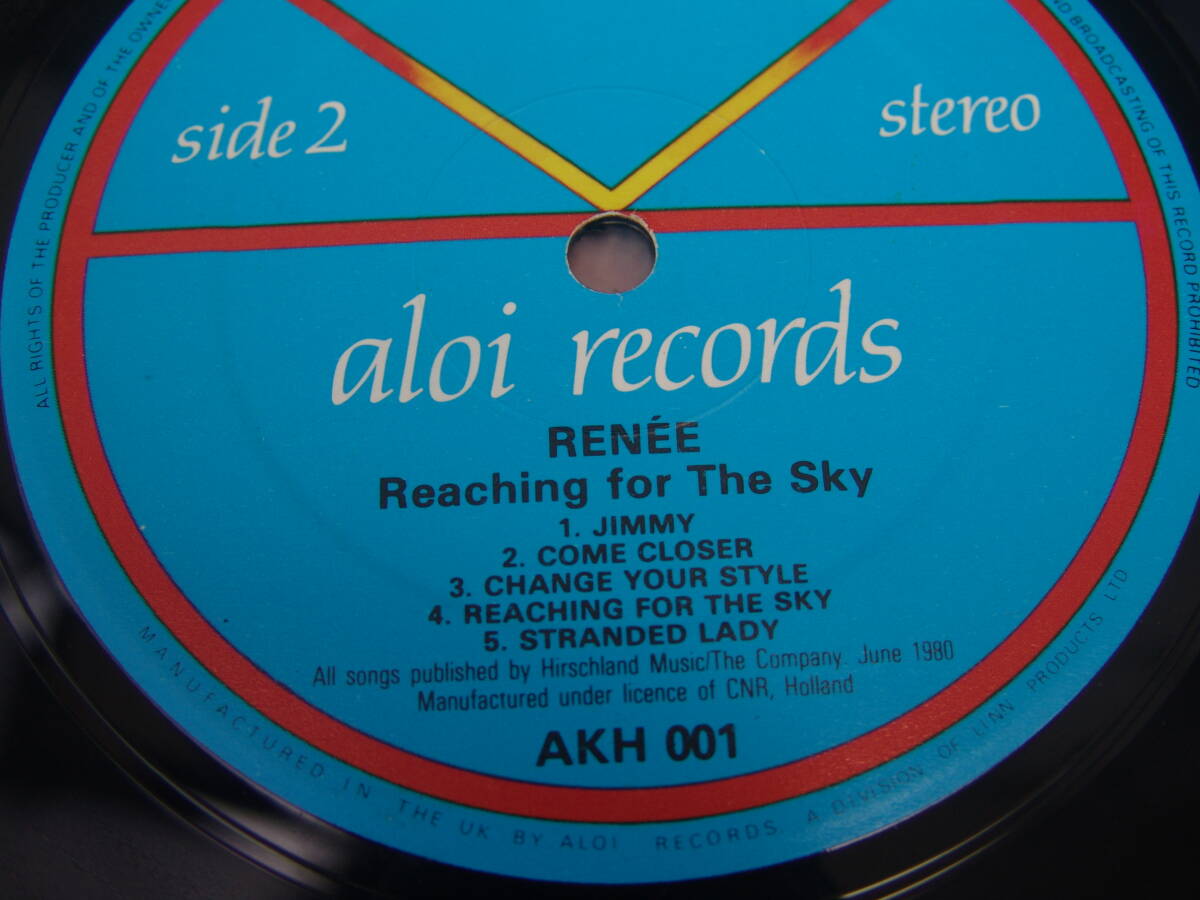 side 2
stereo
aloi records
RENÉE
Reaching for The Sky
1. JIMMY
2. COME CLOSER
3. CHANGE YOUR STYLE
4. REACHING FOR THE SKY
5. STRANDED LADY
All songs published by Hirschland Music/The Company. June 1980
Manufactured under licence of CNR, Holland
AKH 001
ALL RIGHTS OF THE PRODUCER AND OF THE OWNE
BROADCASTING OF THIS RECORD PROHIBITED
MANUFACTURED IN THE UK BY ALOI RECORDS A DIVISION OF LINN PRODUCTS LTD